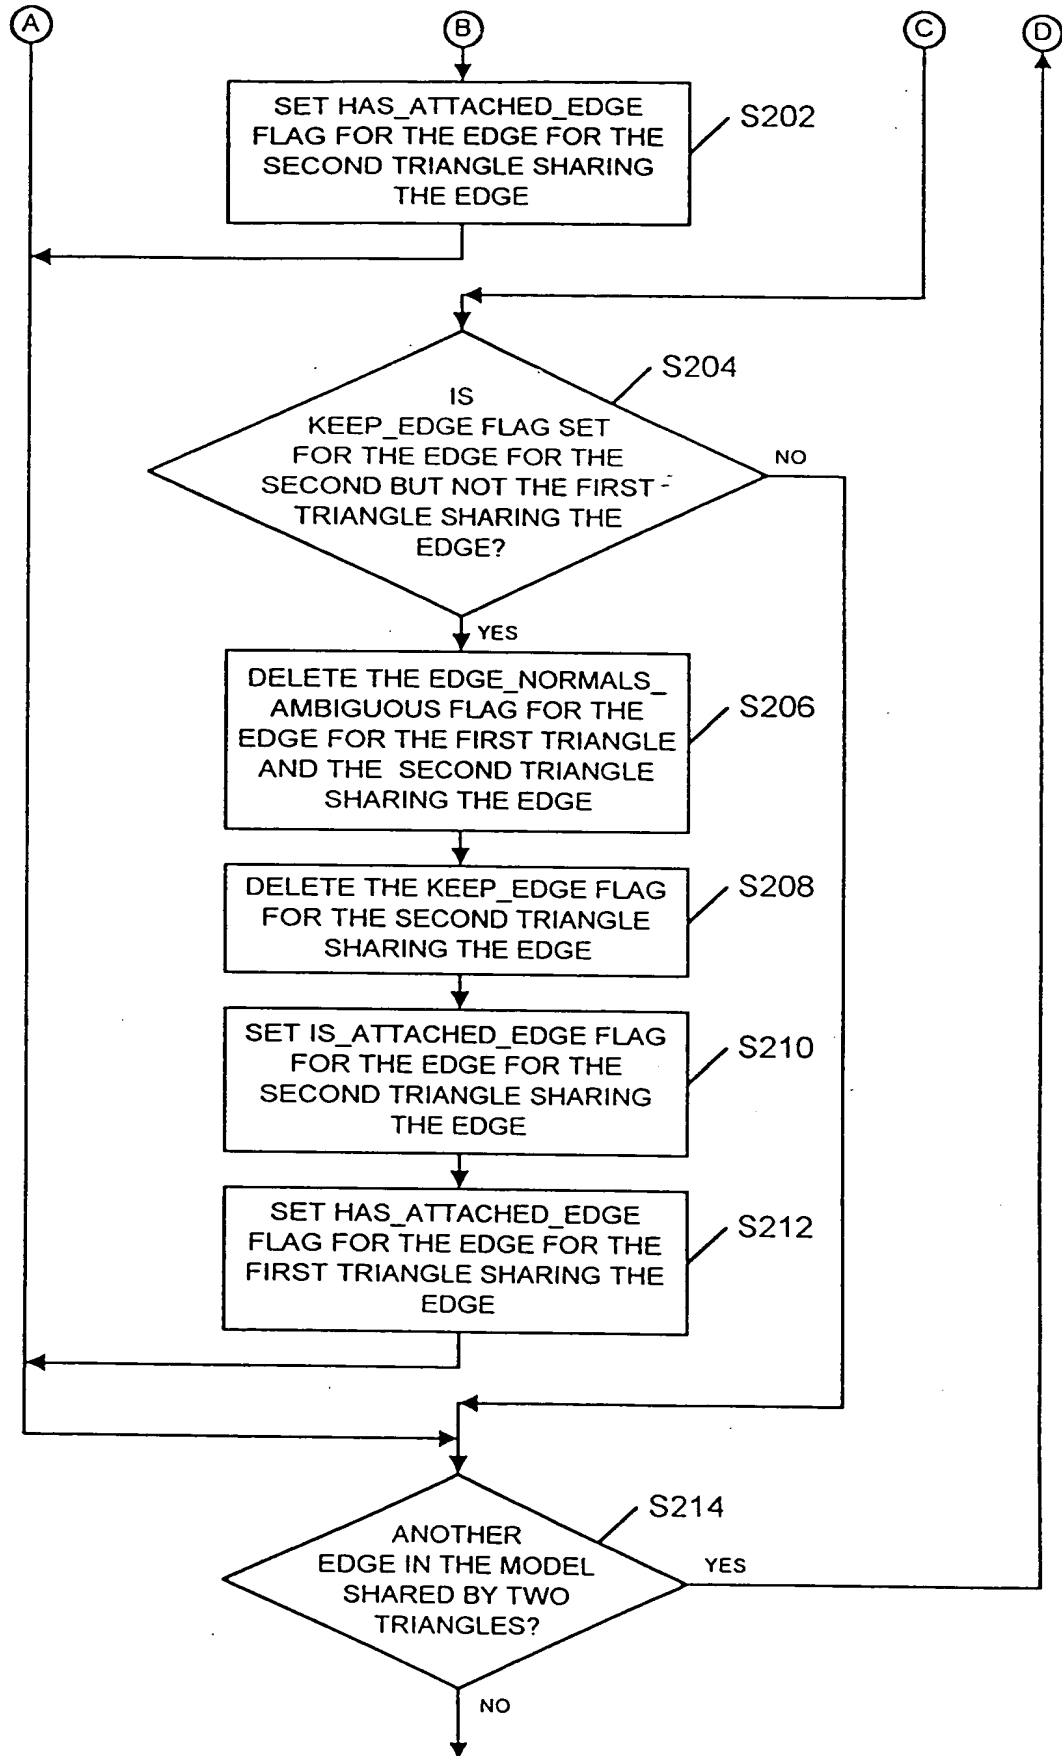 A
B
C
D
SET HAS_ATTACHED_EDGE
FLAG FOR THE EDGE FOR THE
SECOND TRIANGLE SHARING
THE EDGE
S202
S204
IS
KEEP_EDGE FLAG SET
FOR THE EDGE FOR THE
SECOND BUT NOT THE FIRST
TRIANGLE SHARING THE
EDGE?
NO
YES
DELETE THE EDGE_NORMALS_
AMBIGUOUS FLAG FOR THE
EDGE FOR THE FIRST TRIANGLE
AND THE SECOND TRIANGLE
SHARING THE EDGE
S206
DELETE THE KEEP_EDGE FLAG
FOR THE SECOND TRIANGLE
SHARING THE EDGE
S208
SET IS_ATTACHED_EDGE FLAG
FOR THE EDGE FOR THE
SECOND TRIANGLE SHARING
THE EDGE
S210
SET HAS_ATTACHED_EDGE
FLAG FOR THE EDGE FOR THE
FIRST TRIANGLE SHARING THE
EDGE
S212
S214
ANOTHER
EDGE IN THE MODEL
SHARED BY TWO
TRIANGLES?
YES
NO